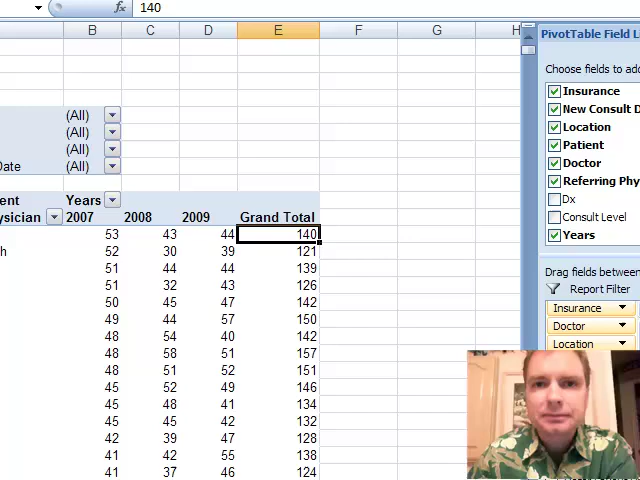 fx 140
B C D E F G H
PivotTable Field Li
Choose fields to add
Insurance
New Consult D
Location
Patient
Doctor
Referring Phy
Dx
Consult Level
Years
Drag fields between
Report Filter
Insurance
Doctor
Location
(All)
(All)
(All)
Date (All)
ent Years
ysician 2007 2008 2009 Grand Total
53 43 44 140
h 52 30 39 121
51 44 44 139
51 32 43 126
50 45 47 142
49 44 57 150
48 54 40 142
48 58 51 157
48 51 52 151
45 52 49 146
45 48 41 134
45 45 42 132
42 39 47 128
41 42 55 138
41 37 46 124